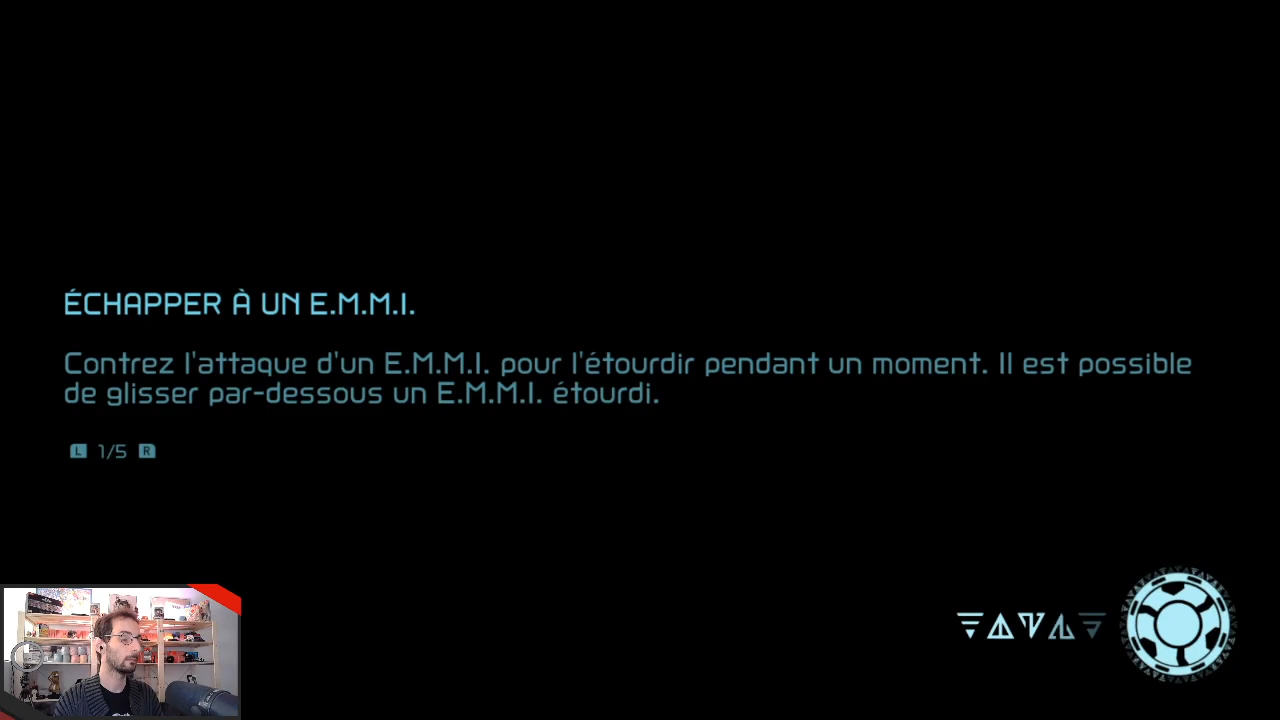 ÉCHAPPER À UN E.M.M.I.
Contrez l'attaque d'un E.M.M.I. pour l'étourdir pendant un moment. Il est possible
de glisser par-dessous un E.M.M.I. étourdi.
L 1/5 R